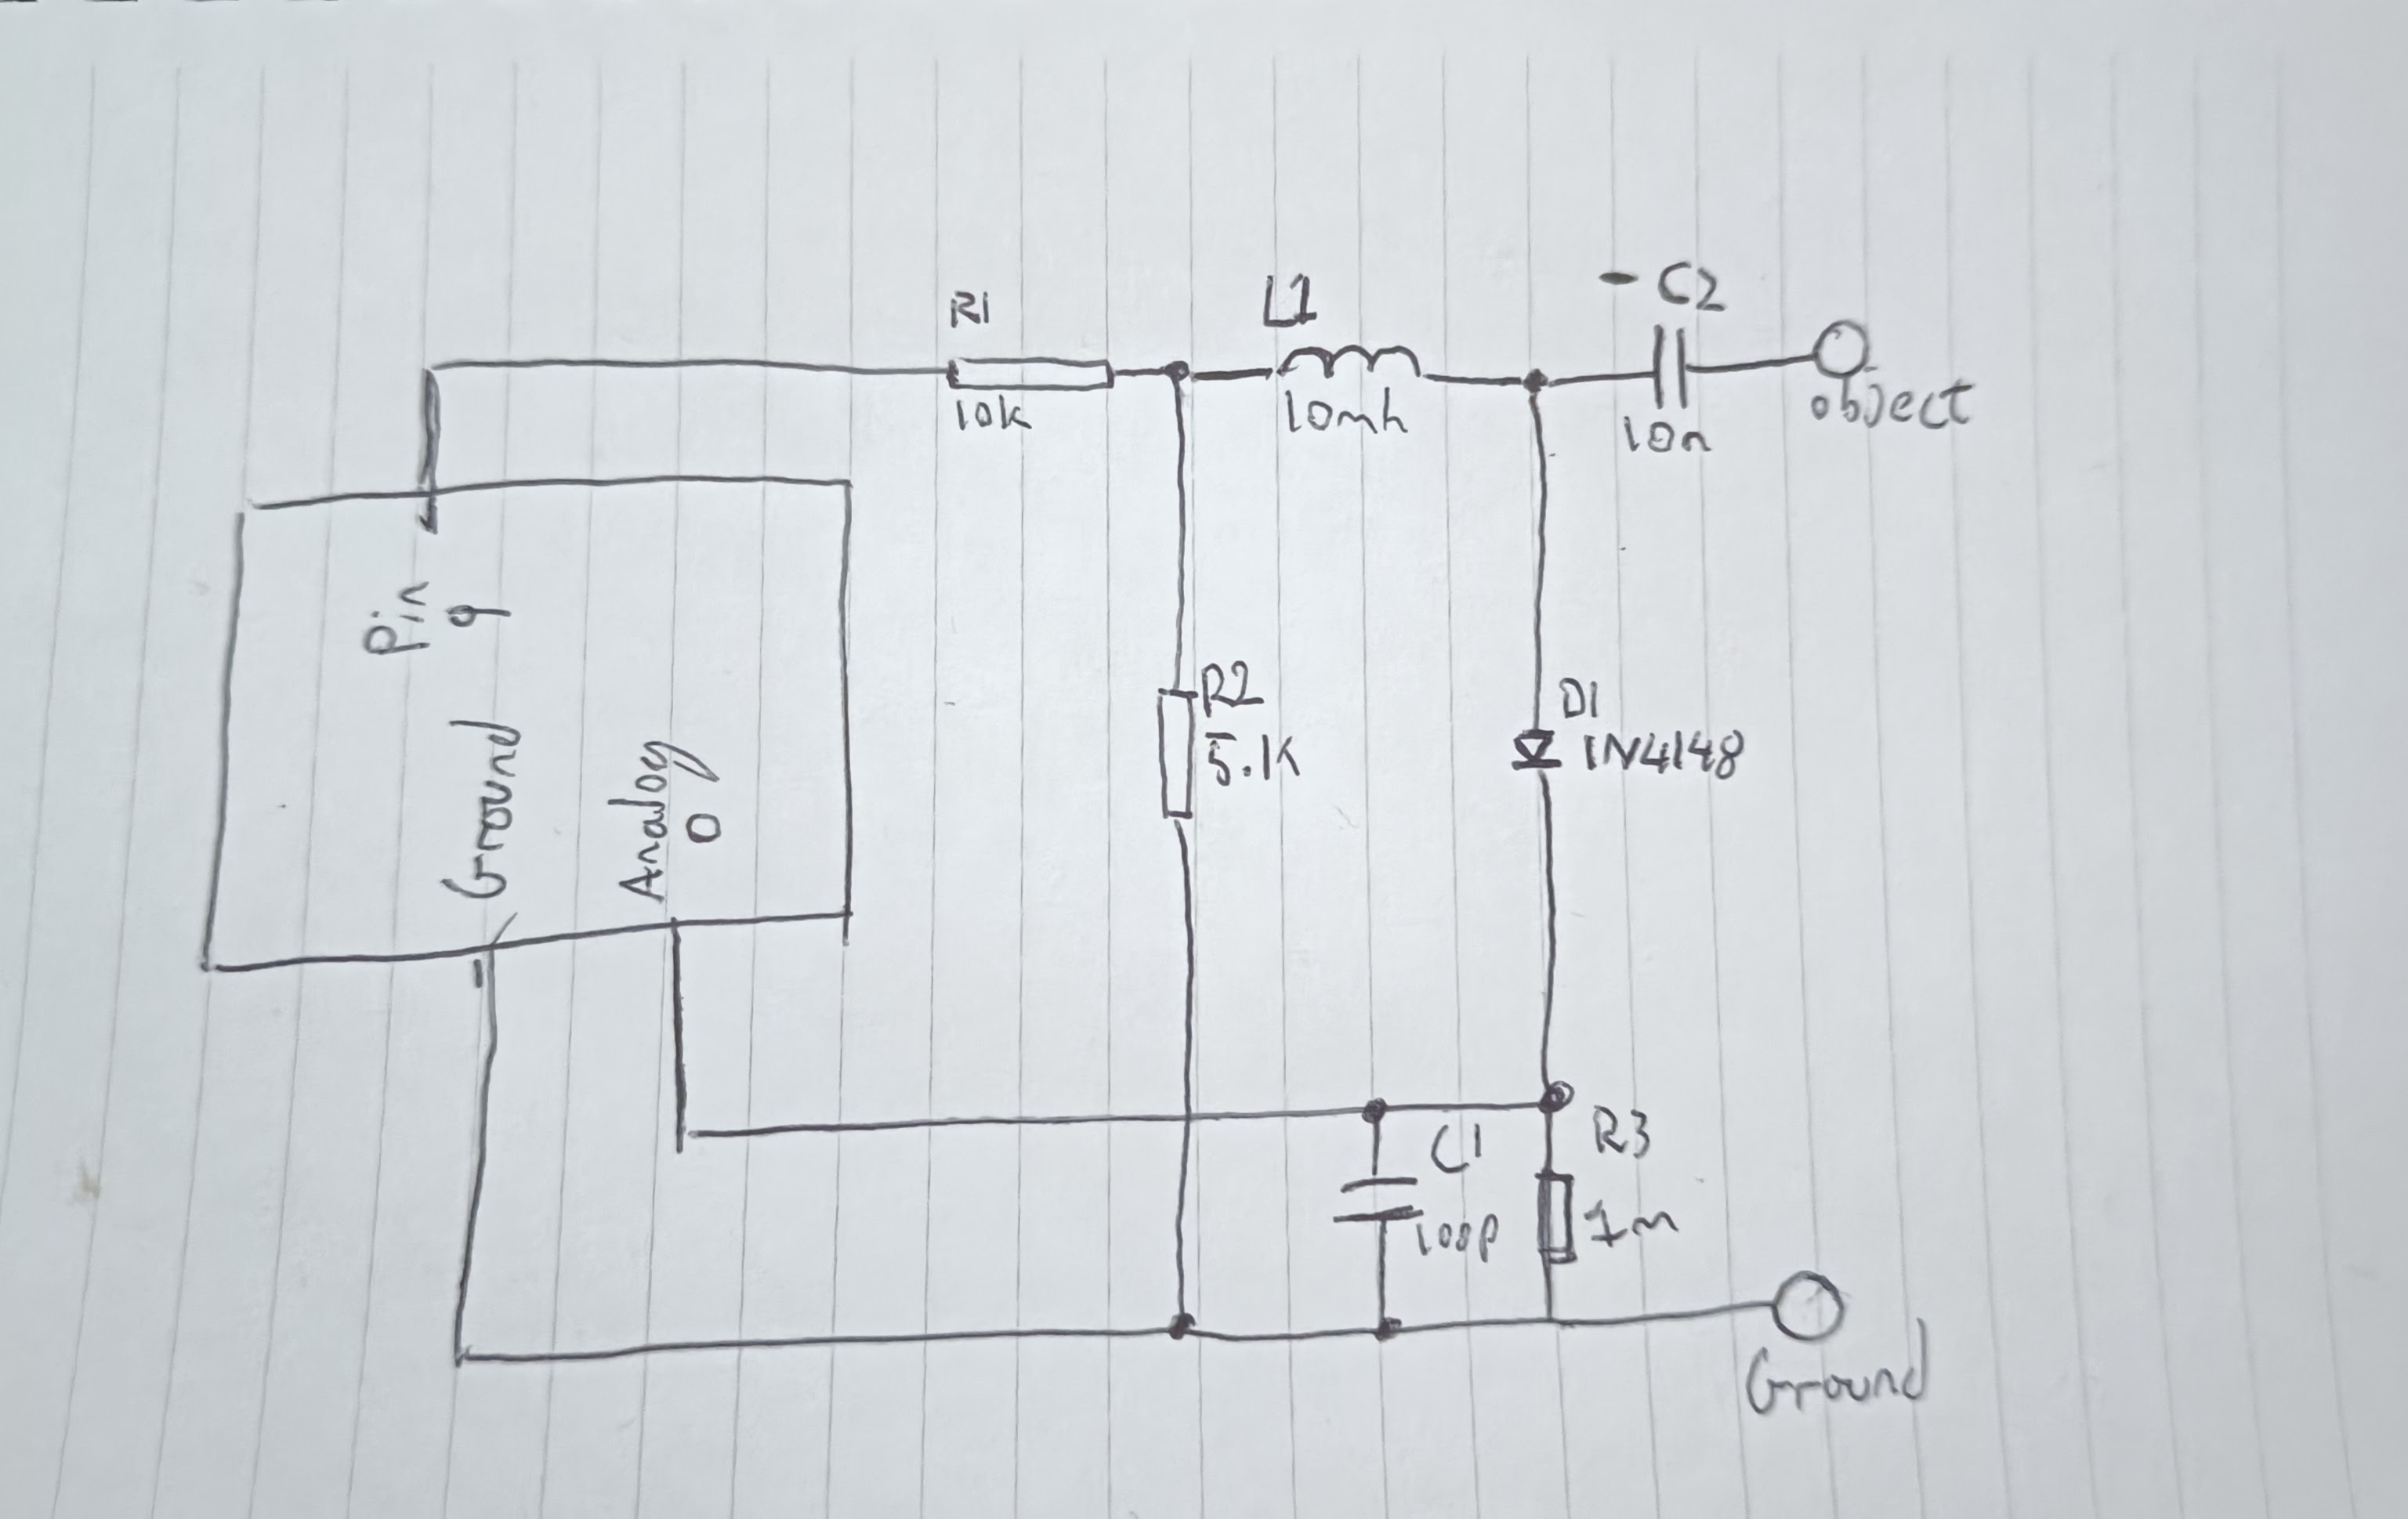 R1
10k
L1
10mh
- C2
10n
object
Pin
9
Ground
Analog
0
R2
5.1K
D1
1N4148
C1
100p
R3
1m
Ground